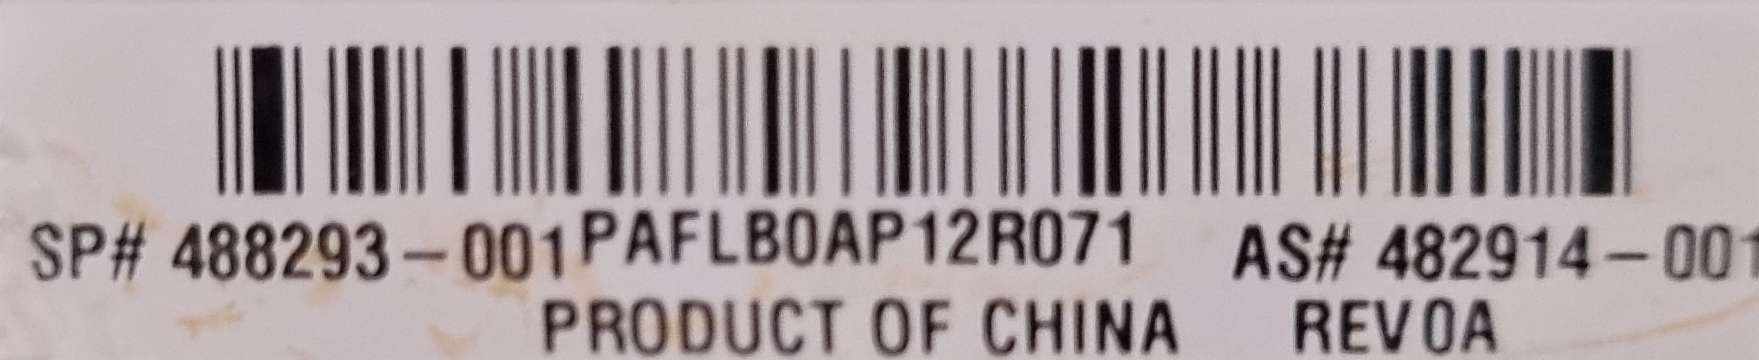 SP# 488293-001 PAFLB0AP12R071 AS# 482914-001
PRODUCT OF CHINA REV0A